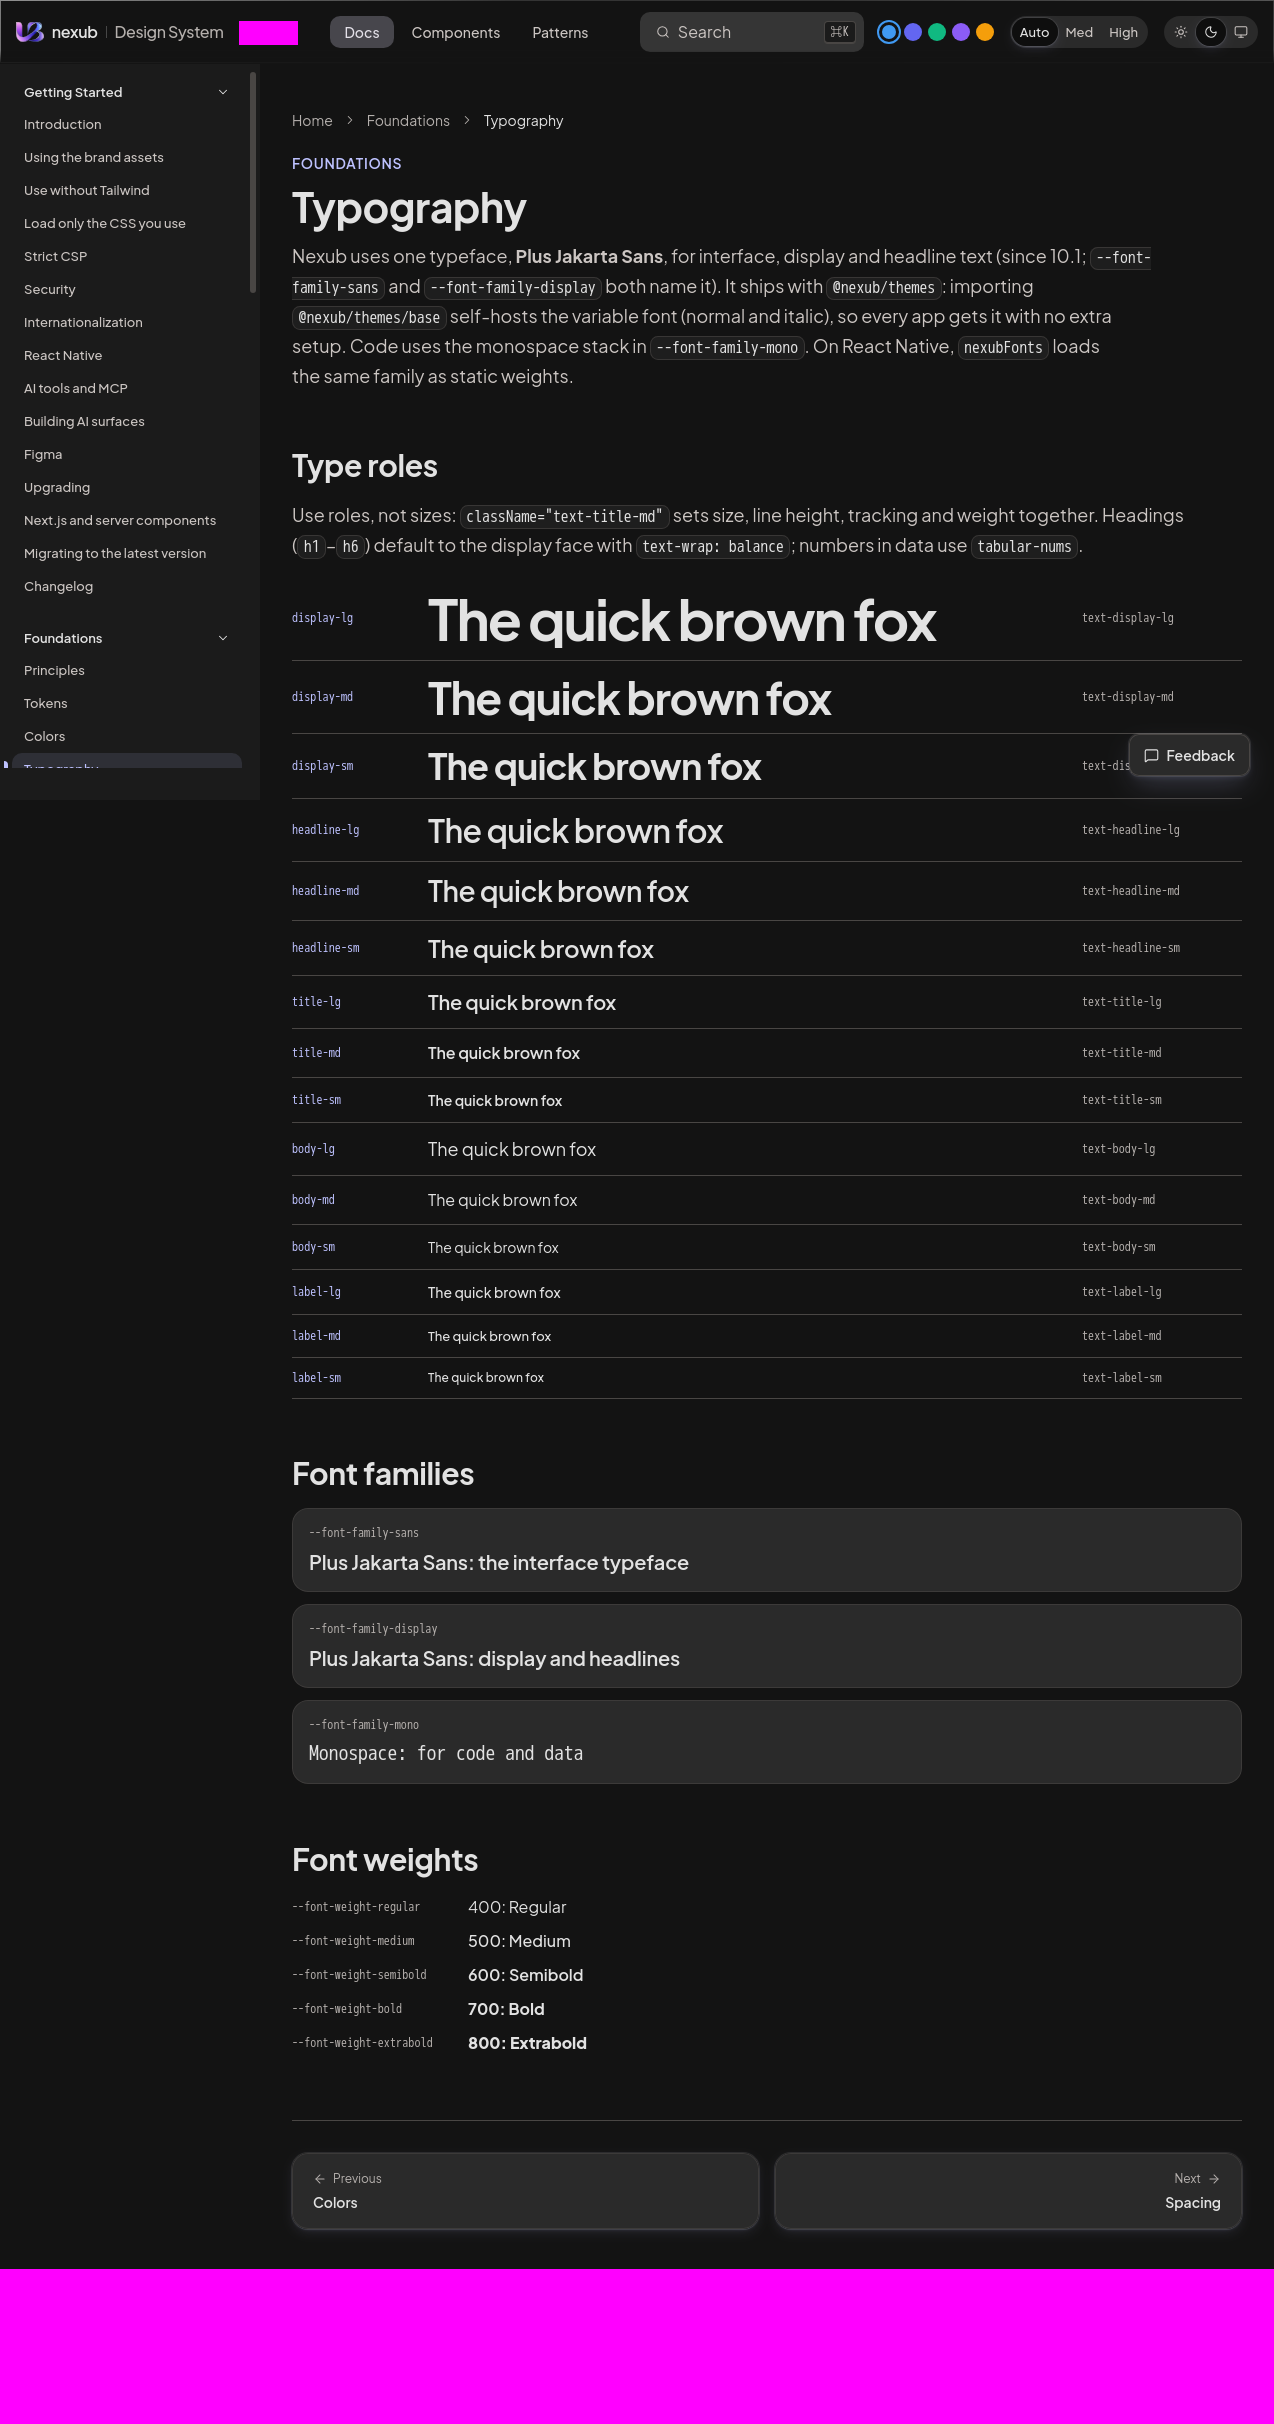 nexub | Design System
Docs
Components
Patterns
Search
⌘K
Auto
Med
High
Getting Started
Introduction
Using the brand assets
Use without Tailwind
Load only the CSS you use
Strict CSP
Security
Internationalization
React Native
AI tools and MCP
Building AI surfaces
Figma
Upgrading
Next.js and server components
Migrating to the latest version
Changelog
Foundations
Principles
Tokens
Colors
Typography
Home > Foundations > Typography
FOUNDATIONS
Typography
Nexub uses one typeface, Plus Jakarta Sans, for interface, display and headline text (since 10.1; --font-
family-sans and --font-family-display both name it). It ships with @nexub/themes: importing
@nexub/themes/base self-hosts the variable font (normal and italic), so every app gets it with no extra
setup. Code uses the monospace stack in --font-family-mono. On React Native, nexubFonts loads
the same family as static weights.
Type roles
Use roles, not sizes: className="text-title-md" sets size, line height, tracking and weight together. Headings
(h1–h6) default to the display face with text-wrap: balance; numbers in data use tabular-nums.
display-lg The quick brown fox text-display-lg
display-md The quick brown fox text-display-md
display-sm The quick brown fox text-dis
Feedback
headline-lg The quick brown fox text-headline-lg
headline-md The quick brown fox text-headline-md
headline-sm The quick brown fox text-headline-sm
title-lg The quick brown fox text-title-lg
title-md The quick brown fox text-title-md
title-sm The quick brown fox text-title-sm
body-lg The quick brown fox text-body-lg
body-md The quick brown fox text-body-md
body-sm The quick brown fox text-body-sm
label-lg The quick brown fox text-label-lg
label-md The quick brown fox text-label-md
label-sm The quick brown fox text-label-sm
Font families
--font-family-sans
Plus Jakarta Sans: the interface typeface
--font-family-display
Plus Jakarta Sans: display and headlines
--font-family-mono
Monospace: for code and data
Font weights
--font-weight-regular 400: Regular
--font-weight-medium 500: Medium
--font-weight-semibold 600: Semibold
--font-weight-bold 700: Bold
--font-weight-extrabold 800: Extrabold
← Previous
Colors
Next →
Spacing